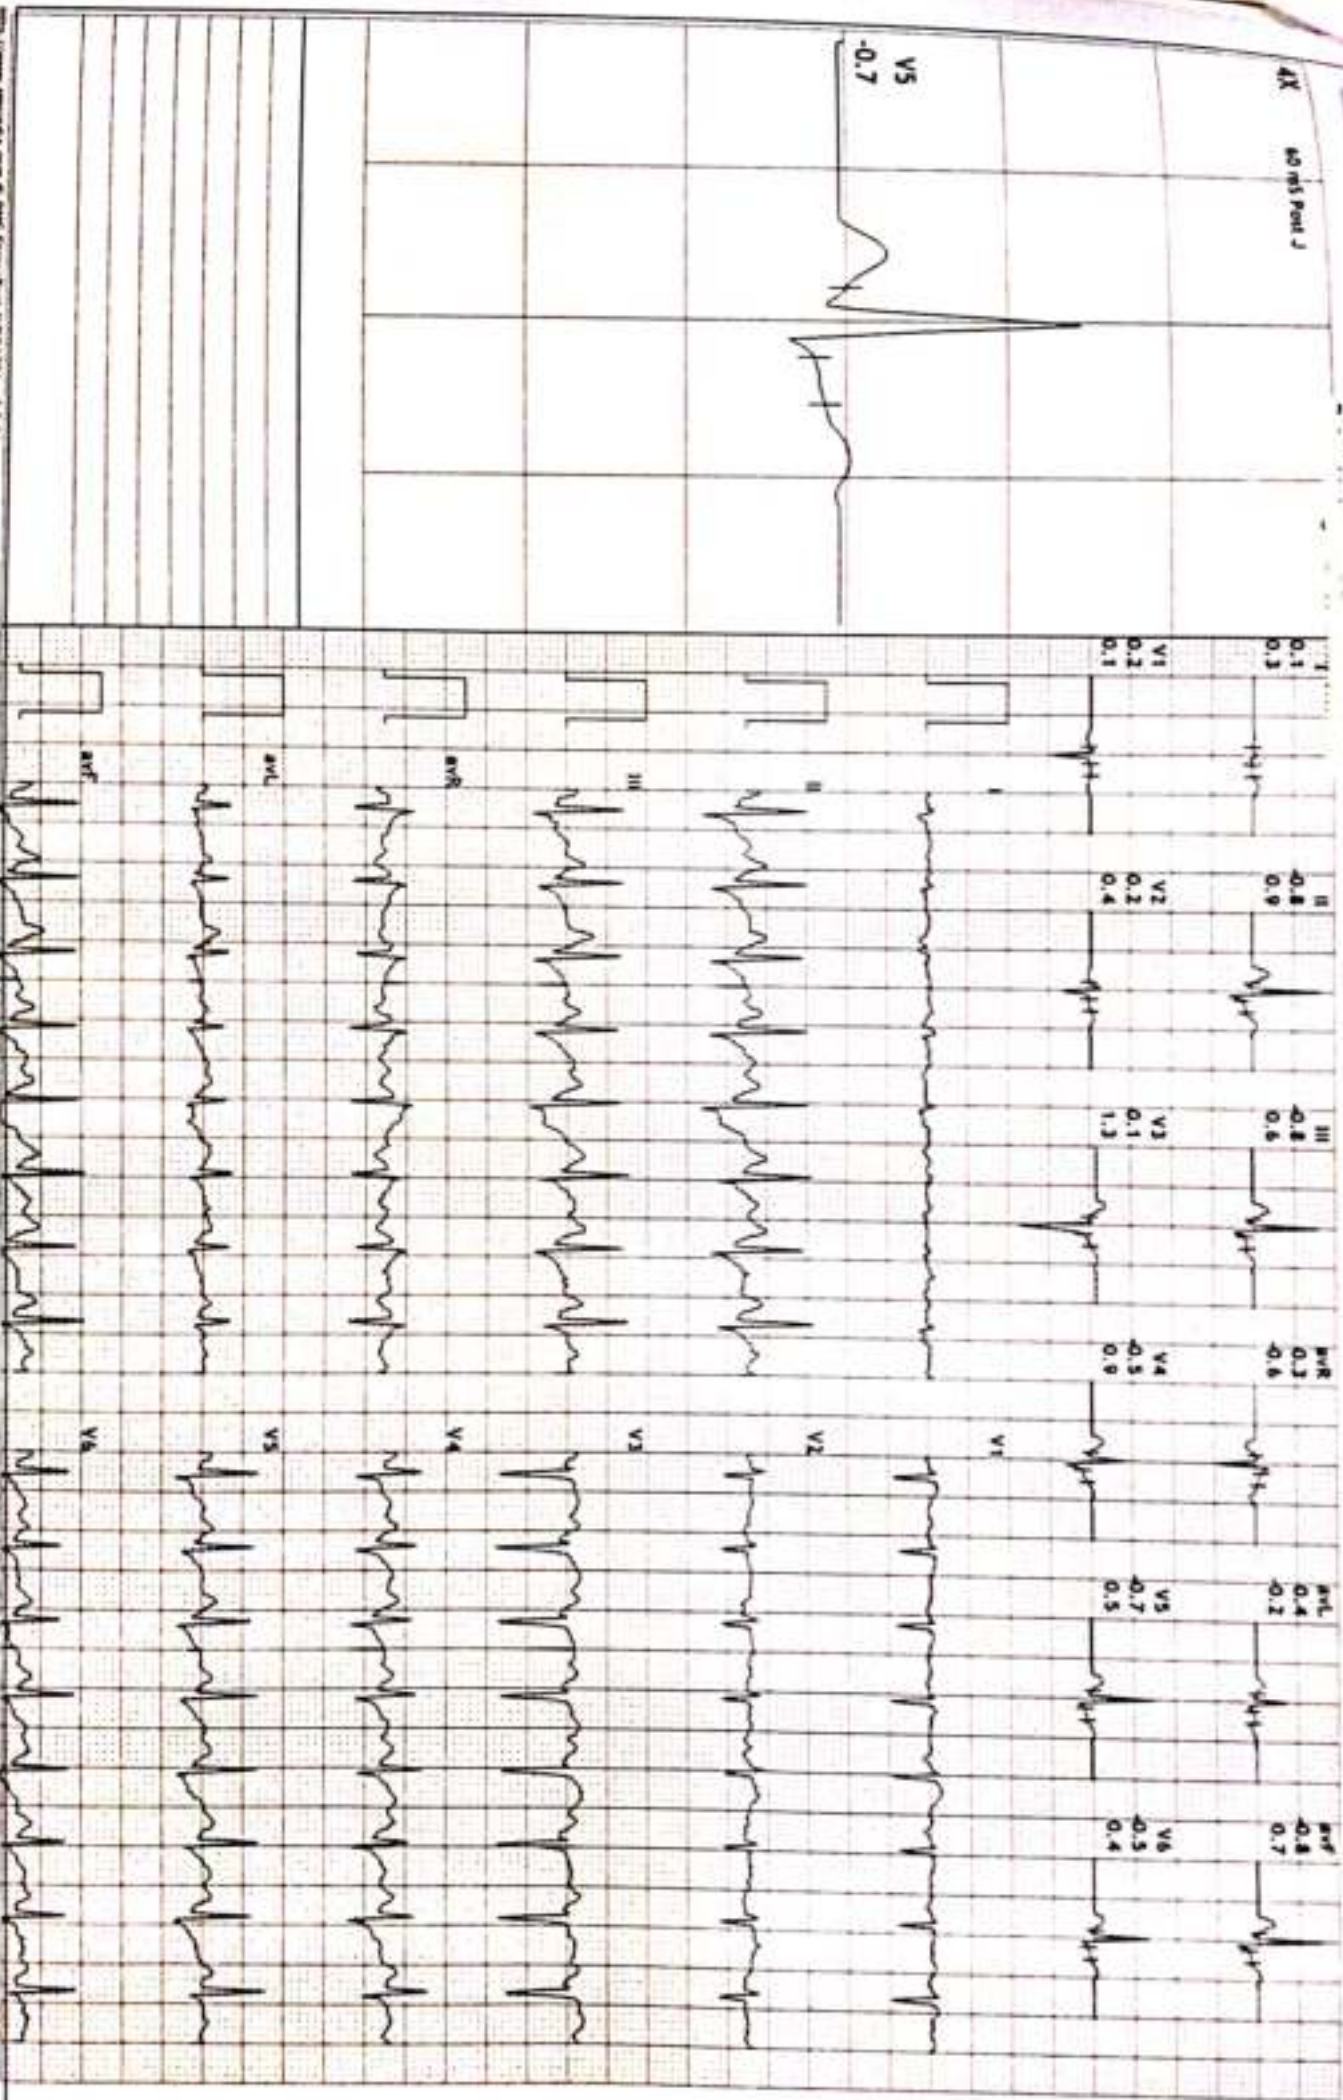 4X 60 mS Post J
V5
-0.7
I II III avR avL avF
0.1 -0.8 -0.8 0.3 0.4 -0.8
0.3 0.9 0.6 -0.6 -0.2 0.7
V1 V2 V3 V4 V5 V6
0.2 0.2 0.1 -0.5 -0.7 -0.5
0.1 0.4 1.3 0.9 0.5 0.4
I V1
II V2
III V3
avR V4
avL V5
avF V6